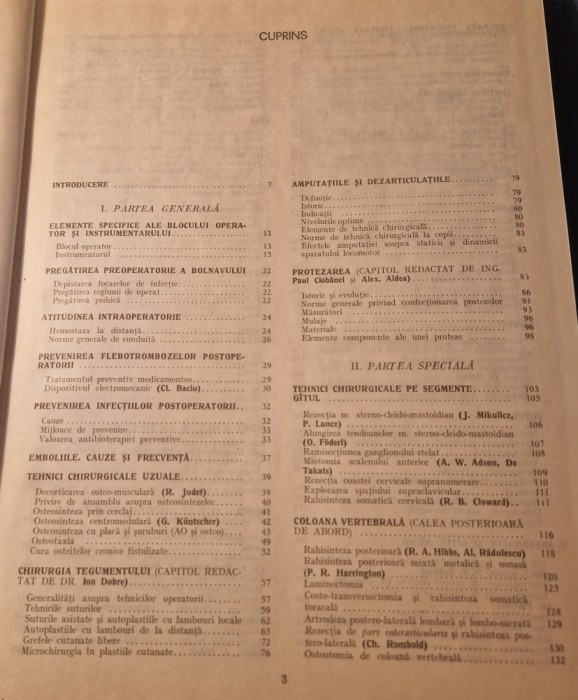 CUPRINS
INTRODUCERE 7
I. PARTEA GENERALĂ
ELEMENTE SPECIFICE ALE BLOCULUI OPERA-
TOR ȘI INSTRUMENTARULUI 13
Blocul operator 13
Instrumentarul 15
PREGĂTIREA PREOPERATORIE A BOLNAVULUI 22
Depistarea focarelor de infecție 22
Pregătirea regiunii de operat 22
Pregătirea psihică 22
ATITUDINEA INTRAOPERATORIE 24
Hemostaza la distanță 24
Norme generale de conduită 26
PREVENIREA FLEBOTROMBOZELOR POSTOPE-
RATORII 29
Tratamentul preventiv medicamentos 29
Dispozitivul electromecanic (Cl. Baciu) 30
PREVENIREA INFECȚIILOR POSTOPERATORII 32
Cauze 32
Mijloace de prevenire 33
Valoarea antibioterapiei preventive 33
EMBOLIILE. CAUZE ȘI FRECVENȚĂ 37
TEHNICI CHIRURGICALE UZUALE 39
Decorticarea osteo-musculară (R. Judet) 39
Privire de ansamblu asupra osteosintezelor 40
Osteosinteza prin cerclaj 41
Osteosinteza centromedulară (G. Küntscher) 42
Osteosinteza cu placă și șuruburi (AO și osteo) 45
Osteotaxia 49
Cura osteitelor cronice fistulizate 52
CHIRURGIA TEGUMENTULUI (CAPITOL REDAC-
TAT DE DR. Ion Dobre) 57
Generalități asupra tehnicilor operatorii 57
Tehnicile suturilor 59
Suturile asistate și autoplastiile cu lambouri locale 62
Autoplastiile cu lambouri de la distanță 65
Grefele cutanate libere 72
Microchirurgia în plastiile cutanate 76
AMPUTAȚIILE ȘI DEZARTICULAȚIILE 79
Definiție 79
Istoric 79
Indicații 80
Nivelurile optime 80
Elemente de tehnică chirurgicală 80
Norme de tehnică chirurgicală la copii 83
Efectele amputației asupra staticii și dinamicii
aparatului locomotor 83
PROTEZAREA (CAPITOL REDACTAT DE ING.
Paul Ciobănel și Alex. Aldea) 85
Istoric și evoluție 86
Norme generale privind confecționarea protezelor 91
Măsurători 93
Mulaje 96
Materiale 96
Elemente componente ale unei proteze 98
II. PARTEA SPECIALĂ
TEHNICI CHIRURGICALE PE SEGMENTE 103
GÎTUL 105
Rezecția m. sterno-cleido-mastoidian (J. Mikulicz,
P. Lance) 106
Alungirea tendoanelor m. sterno-cleido-mastoidian
(O. Föderl) 107
Ramisecțiunea ganglionului stelat 108
Miotomia scalenului anterior (A. W. Adson, De
Takats) 109
Rezecția coastei cervicale supranumerare 110
Explorarea spațiului supraclavicular 111
Rahisinteza somatică cervicală (R. B. Cloward) 111
COLOANA VERTEBRALĂ (CALEA POSTERIOARĂ
DE ABORD) 116
Rahisinteza posterioară (R. A. Hibbs, Al. Rădulescu) 118
Rahisinteza posterioară mixtă metalică și osoasă
(P. R. Harrington) 120
Laminectomia 125
Costo-transversectomia și rahisinteza somatică
toracală 128
Artrodeza postero-laterală lombară și lombo-sacrată 129
Rezecția de pars interarticularis și rahisinteza pos-
tero-laterală (Ch. Rombold) 130
Osteotomia de coloană vertebrală 132
3